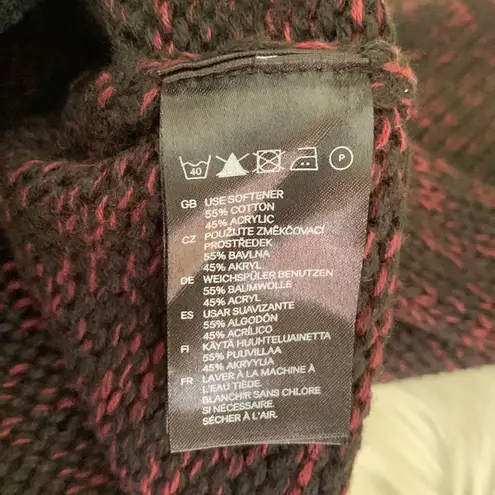 40 P
GB USE SOFTENER
55% COTTON
45% ACRYLIC
CZ POUŽIJTE ZMĚKČOVACÍ
PROSTŘEDEK
55% BAVLNA
45% AKRYL
DE WEICHSPÜLER BENUTZEN
55% BAUMWOLLE
45% ACRYL
ES USAR SUAVIZANTE
55% ALGODÓN
45% ACRÍLICO
FI KÄYTÄ HUUHTELUAINETTA
55% PUUVILLAA
45% AKRYYLIÄ
FR LAVER À LA MACHINE À
L'EAU TIÈDE.
BLANCHIR SANS CHLORE
SI NÉCESSAIRE.
SÉCHER À L'AIR.